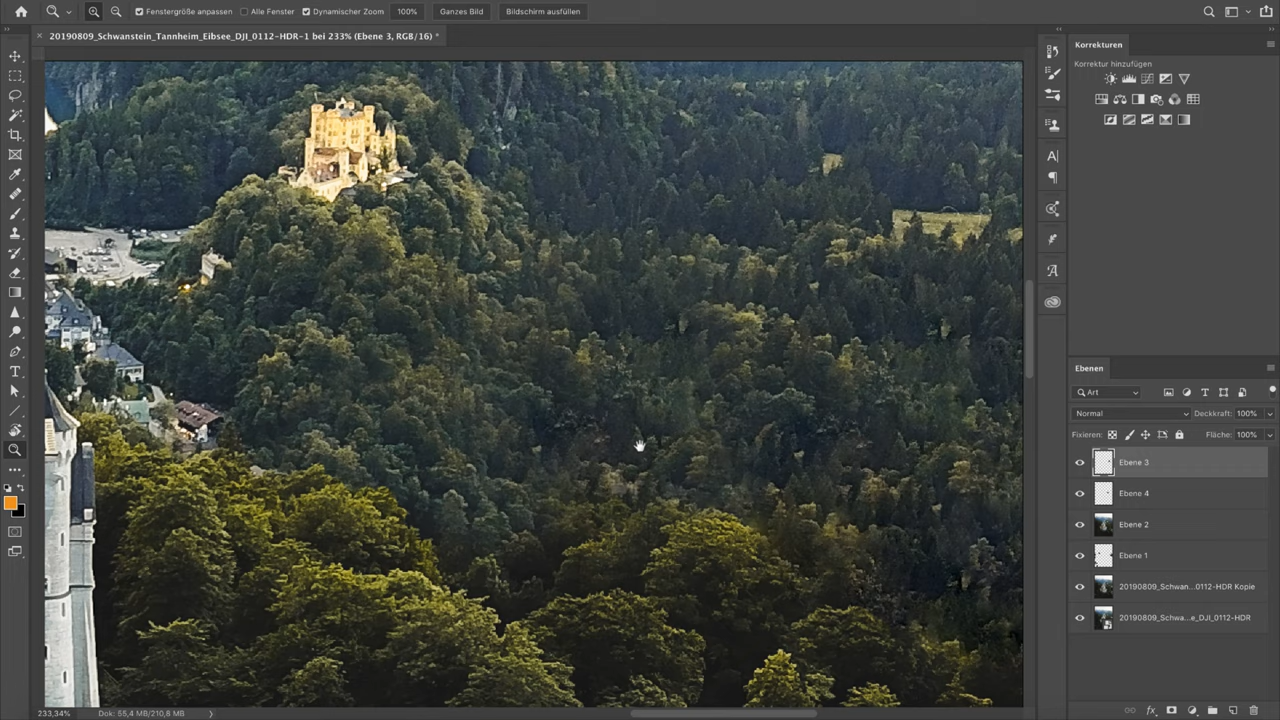 Fenstergröße anpassen Alle Fenster Dynamischer Zoom 100% Ganzes Bild Bildschirm ausfüllen
20190809_Schwanstein_Tannheim_Eibsee_DJI_0112-HDR-1 bei 233% (Ebene 3, RGB/16) *
Korrekturen
Korrektur hinzufügen
Ebenen
Art
Normal Deckkraft: 100%
Fixieren: Fläche: 100%
Ebene 3
Ebene 4
Ebene 2
Ebene 1
20190809_Schwan...0112-HDR Kopie
20190809_Schwa...e_DJI_0112-HDR
233,34% Dok: 55,4 MB/210,8 MB